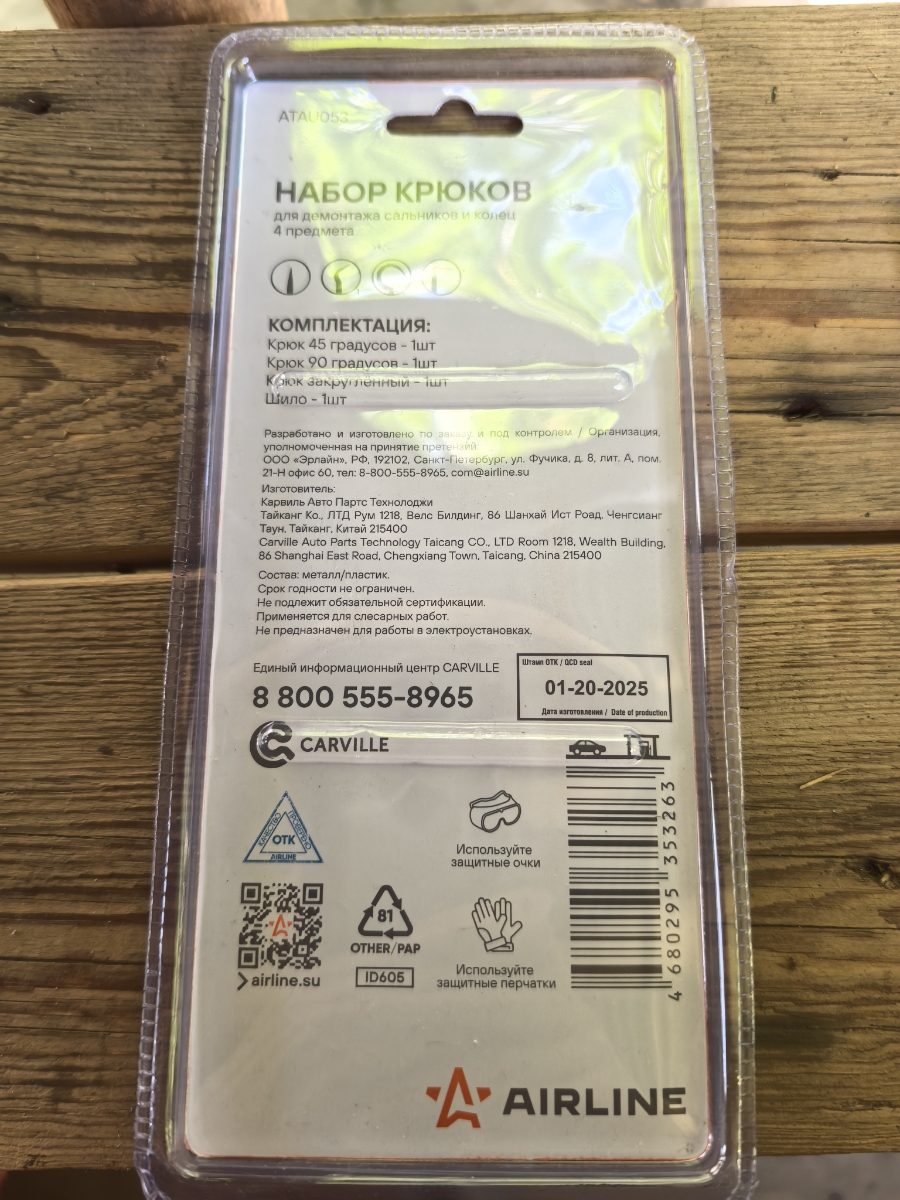 ATAU053
НАБОР КРЮКОВ
для демонтажа сальников и колец
4 предмета
КОМПЛЕКТАЦИЯ:
Крюк 45 градусов - 1шт
Крюк 90 градусов - 1шт
Крюк закруглённый - 1шт
Шило - 1шт
Разработано и изготовлено по заказу и под контролем / Организация,
уполномоченная на принятие претензий:
ООО «Эрлайн», РФ, 192102, Санкт-Петербург, ул. Фучика, д. 8, лит. А, пом.
21-Н офис 60, тел: 8-800-555-8965, com@airline.su
Изготовитель:
Карвиль Авто Партс Технолоджи
Тайканг Ко., ЛТД Рум 1218, Велс Билдинг, 86 Шанхай Ист Роад, Ченгсианг
Таун, Тайканг, Китай 215400
Carville Auto Parts Technology Taicang CO., LTD Room 1218, Wealth Building,
86 Shanghai East Road, Chengxiang Town, Taicang, China 215400
Состав: металл/пластик.
Срок годности не ограничен.
Не подлежит обязательной сертификации.
Применяется для слесарных работ.
Не предназначен для работы в электроустановках.
Единый информационный центр CARVILLE
8 800 555-8965
Штамп ОТК / QCD seal
01-20-2025
Дата изготовления / Date of production
CARVILLE
КАЧЕСТВО
ПРОВЕРЕНО
ОТК
AIRLINE
Используйте
защитные очки
airline.su
81
OTHER/PAP
ID605
Используйте
защитные перчатки
4 680295 353263
AIRLINE